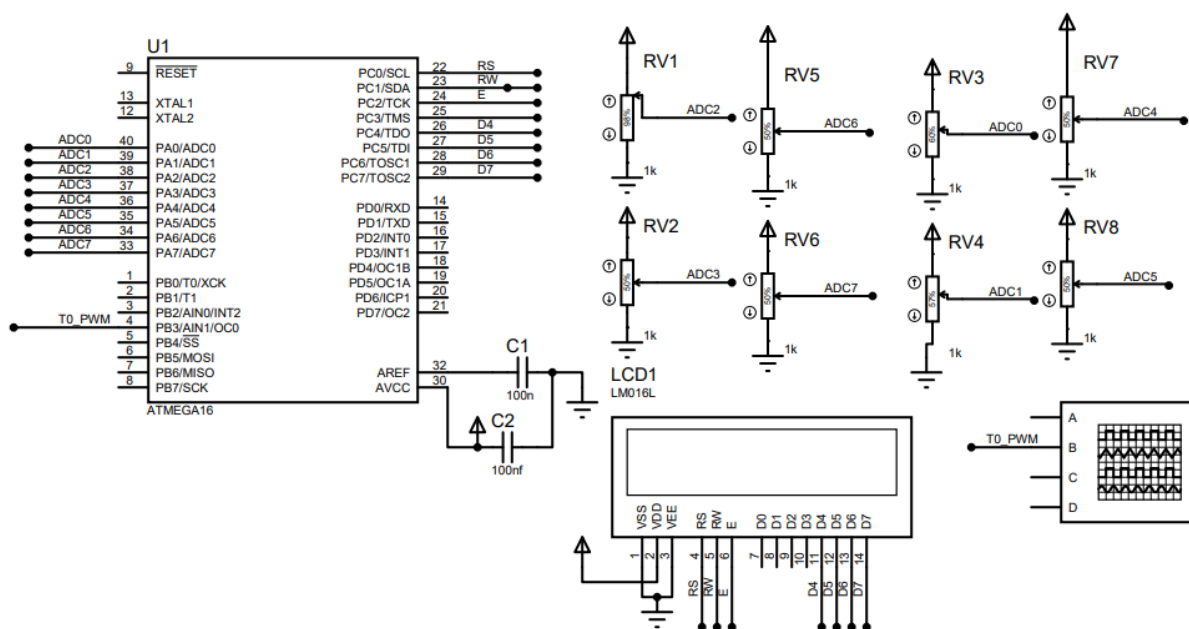 U1
9 RESET PC0/SCL 22 RS
PC1/SDA 23 RW
13 XTAL1 PC2/TCK 24 E
12 XTAL2 PC3/TMS 25
PC4/TDO 26 D4
ADC0 40 PA0/ADC0 PC5/TDI 27 D5
ADC1 39 PA1/ADC1 PC6/TOSC1 28 D6
ADC2 38 PA2/ADC2 PC7/TOSC2 29 D7
ADC3 37 PA3/ADC3
ADC4 36 PA4/ADC4 PD0/RXD 14
ADC5 35 PA5/ADC5 PD1/TXD 15
ADC6 34 PA6/ADC6 PD2/INT0 16
ADC7 33 PA7/ADC7 PD3/INT1 17
PD4/OC1B 18
1 PB0/T0/XCK PD5/OC1A 19
2 PB1/T1 PD6/ICP1 20
3 PB2/AIN0/INT2 PD7/OC2 21
T0_PWM 4 PB3/AIN1/OC0
5 PB4/SS
6 PB5/MOSI
7 PB6/MISO AREF 32
8 PB7/SCK AVCC 30
ATMEGA16
C1
100n
C2
100nf
RV1
98%
ADC2
1k
RV5
50%
ADC6
1k
RV3
60%
ADC0
1k
RV7
50%
ADC4
1k
RV2
50%
ADC3
1k
RV6
50%
ADC7
1k
RV4
57%
ADC1
1k
RV8
50%
ADC5
1k
LCD1
LM016L
VSS VDD VEE RS RW E D0 D1 D2 D3 D4 D5 D6 D7
1 2 3 4 5 6 7 8 9 10 11 12 13 14
RS RW E D4 D5 D6 D7
A
T0_PWM B
C
D